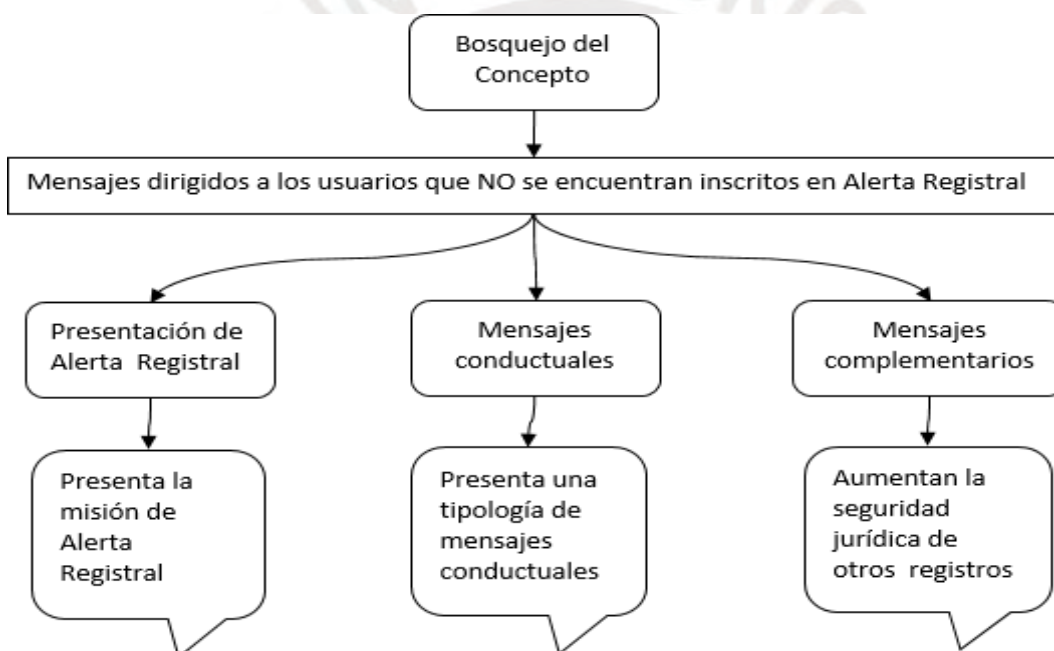 Bosquejo del
Concepto
Mensajes dirigidos a los usuarios que NO se encuentran inscritos en Alerta Registral
Presentación de
Alerta Registral
Mensajes
conductuales
Mensajes
complementarios
Presenta la
misión de
Alerta
Registral
Presenta una
tipología de
mensajes
conductuales
Aumentan la
seguridad
jurídica de
otros registros